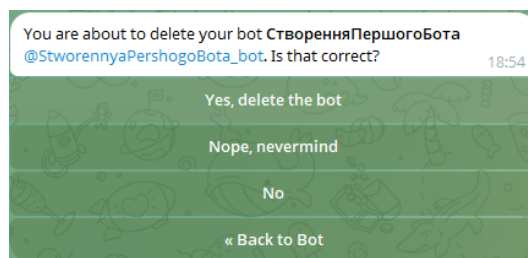 You are about to delete your bot СтворенняПершогоБота
@StworennyaPershogoBota_bot. Is that correct?
18:54
Yes, delete the bot
Nope, nevermind
No
« Back to Bot